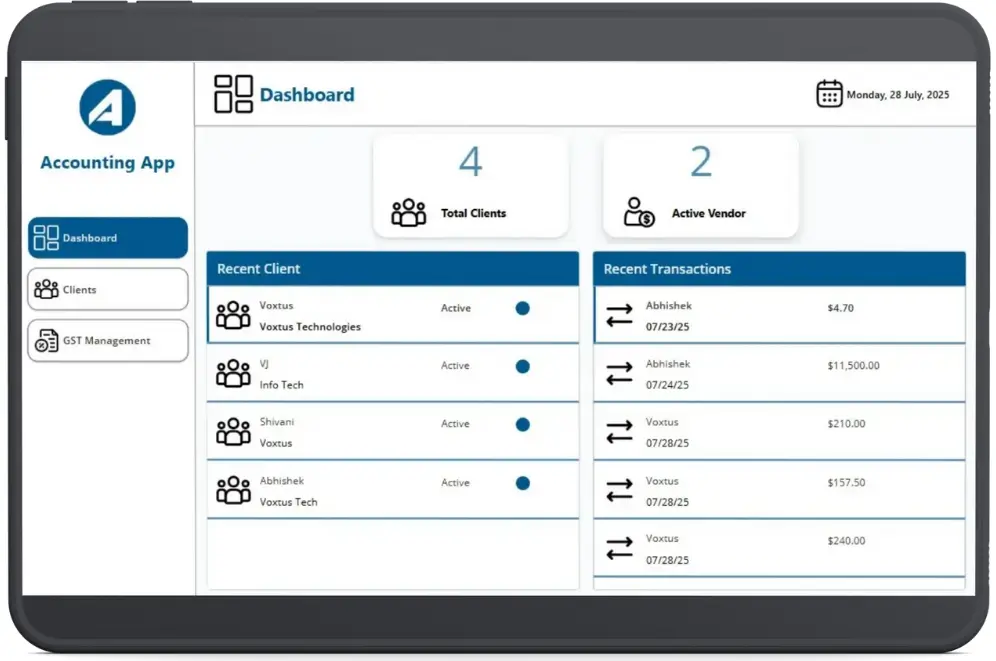 Dashboard
Monday, 28 July, 2025
Accounting App
4
Total Clients
2
Active Vendor
Dashboard
Clients
GST Management
Recent Client
Voxtus
Active
Voxtus Technologies
VJ
Active
Info Tech
Shivani
Active
Voxtus
Abhishek
Active
Voxtus Tech
Recent Transactions
Abhishek
$4.70
07/23/25
Abhishek
$11,500.00
07/24/25
Voxtus
$210.00
07/28/25
Voxtus
$157.50
07/28/25
Voxtus
$240.00
07/28/25